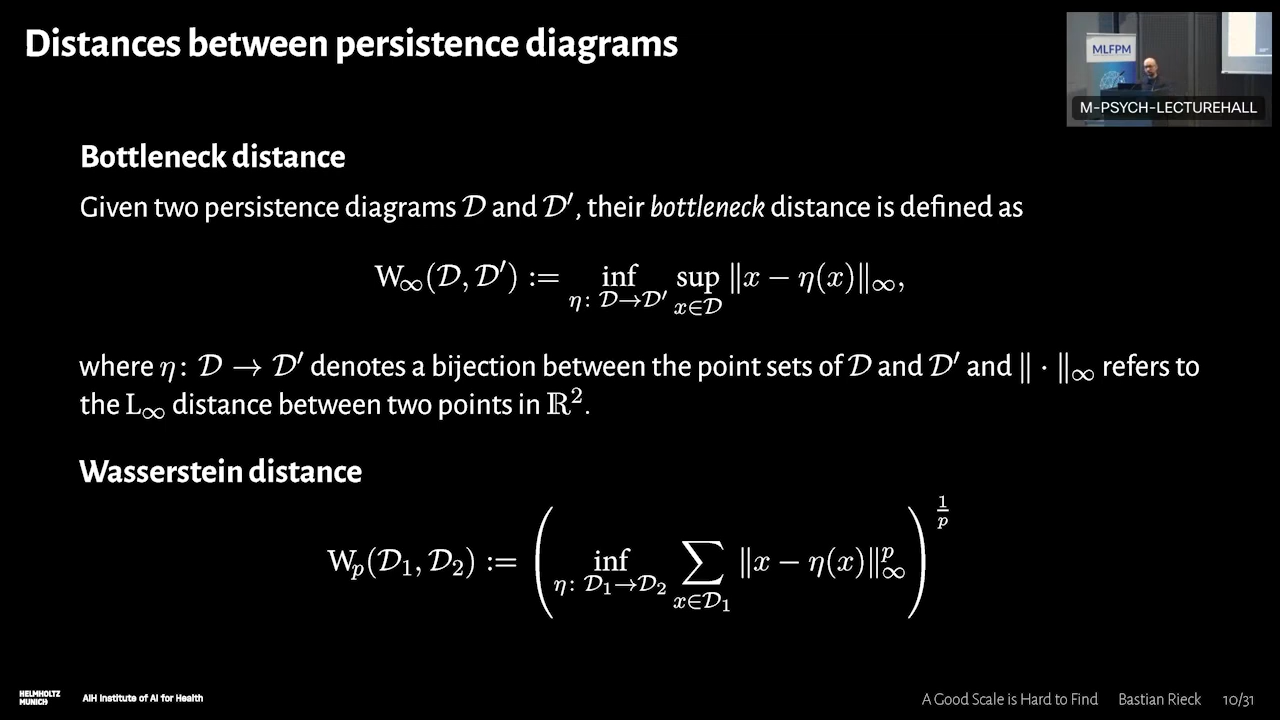 Distances between persistence diagrams
MLFPM
M-PSYCH-LECTUREHALL
Bottleneck distance
Given two persistence diagrams 𝒟 and 𝒟′, their bottleneck distance is defined as
W∞(𝒟, 𝒟′) := inf η: 𝒟→𝒟′ sup x∈𝒟 ‖x − η(x)‖∞,
where η: 𝒟 → 𝒟′ denotes a bijection between the point sets of 𝒟 and 𝒟′ and ‖ · ‖∞ refers to
the L∞ distance between two points in ℝ².
Wasserstein distance
Wp(𝒟₁, 𝒟₂) := ( inf η: 𝒟₁→𝒟₂ ∑ x∈𝒟₁ ‖x − η(x)‖∞^p )^(1/p)
HELMHOLTZ
MUNICH
AIH Institute of AI for Health
A Good Scale is Hard to Find Bastian Rieck 10/31